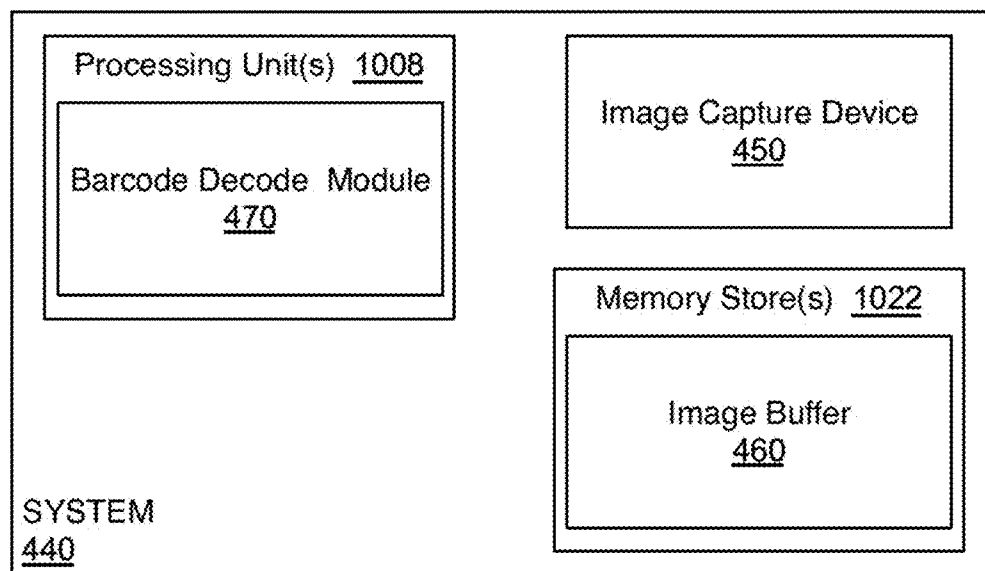 Processing Unit(s) 1008
Barcode Decode Module
470
Image Capture Device
450
Memory Store(s) 1022
Image Buffer
460
SYSTEM
440